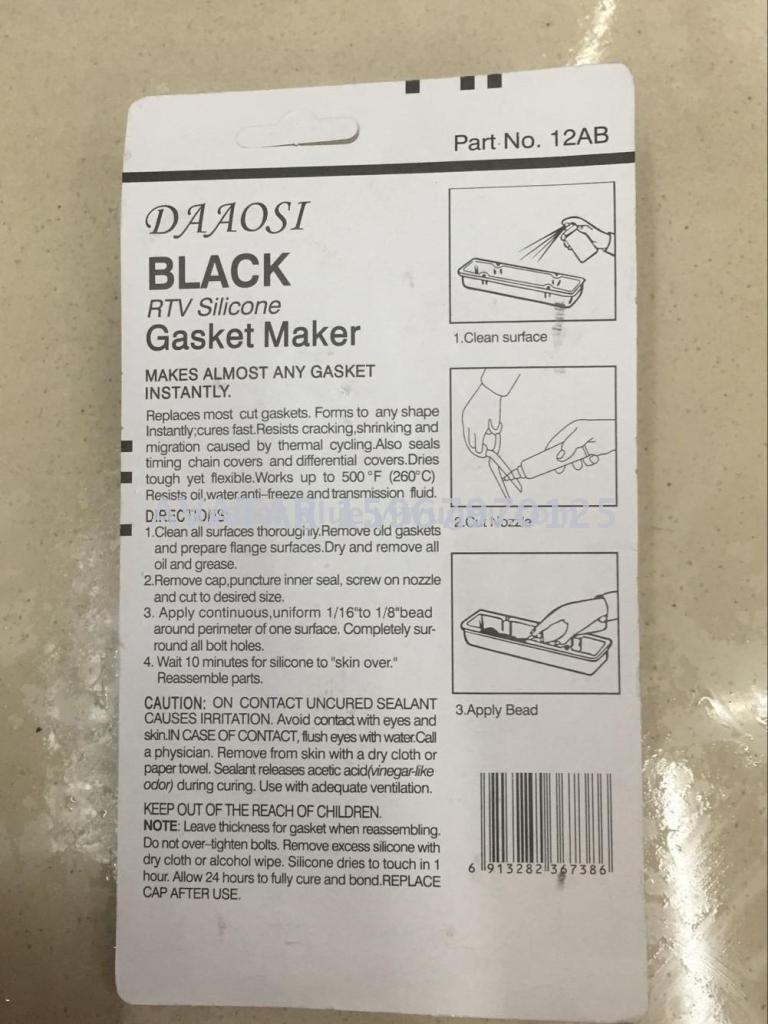 Part No. 12AB
DAAOSI
BLACK
RTV Silicone
Gasket Maker
MAKES ALMOST ANY GASKET
INSTANTLY.
Replaces most cut gaskets. Forms to any shape
Instantly;cures fast.Resists cracking,shrinking and
migration caused by thermal cycling.Also seals
timing chain covers and differential covers.Dries
tough yet flexible.Works up to 500°F (260°C)
Resists oil,water,anti-freeze and transmission fluid.
DIRECTIONS
1.Clean all surfaces thoroughly.Remove old gaskets
and prepare flange surfaces.Dry and remove all
oil and grease.
2.Remove cap,puncture inner seal, screw on nozzle
and cut to desired size.
3. Apply continuous,uniform 1/16"to 1/8"bead
around perimeter of one surface. Completely sur-
round all bolt holes.
4. Wait 10 minutes for silicone to "skin over."
Reassemble parts.
CAUTION: ON CONTACT UNCURED SEALANT
CAUSES IRRITATION. Avoid contact with eyes and
skin.IN CASE OF CONTACT, flush eyes with water.Call
a physician. Remove from skin with a dry cloth or
paper towel. Sealant releases acetic acid(vinegar-like
odor) during curing. Use with adequate ventilation.
KEEP OUT OF THE REACH OF CHILDREN.
NOTE: Leave thickness for gasket when reassembling.
Do not over-tighten bolts. Remove excess silicone with
dry cloth or alcohol wipe. Silicone dries to touch in 1
hour. Allow 24 hours to fully cure and bond.REPLACE
CAP AFTER USE.
1.Clean surface
2.Cut Nozzle
3.Apply Bead
6 913282 367386